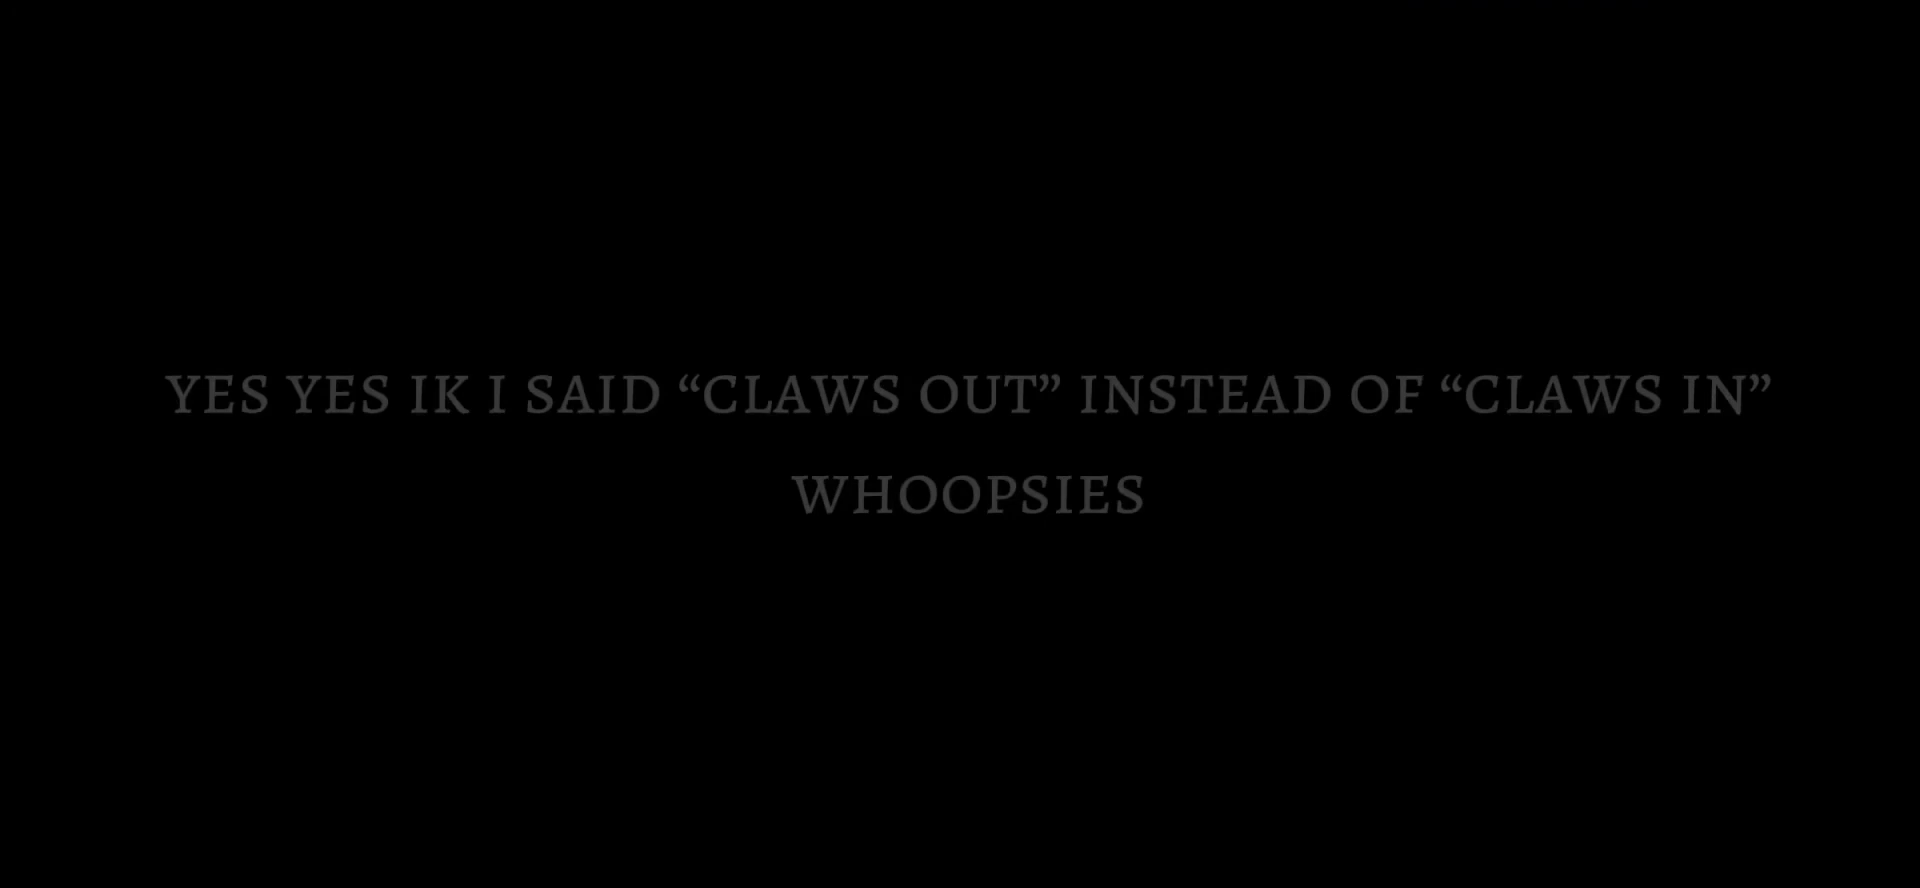 YES YES IK I SAID “CLAWS OUT” INSTEAD OF “CLAWS IN”
WHOOPSIES